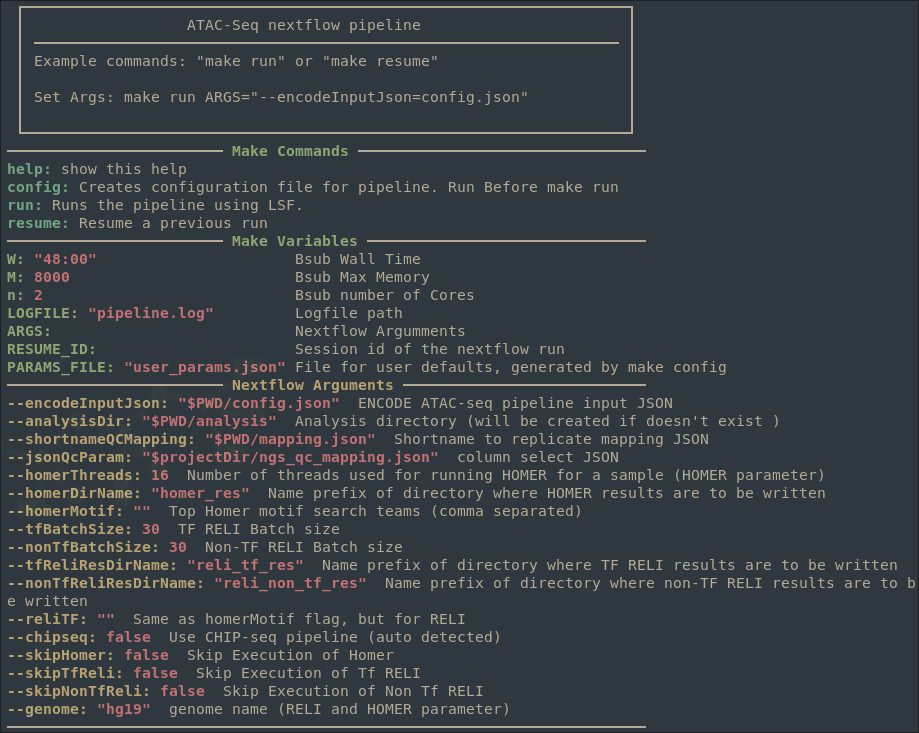 ATAC-Seq nextflow pipeline
Example commands: "make run" or "make resume"
Set Args: make run ARGS="--encodeInputJson=config.json"
Make Commands
help: show this help
config: Creates configuration file for pipeline. Run Before make run
run: Runs the pipeline using LSF.
resume: Resume a previous run
Make Variables
W: "48:00" Bsub Wall Time
M: 8000 Bsub Max Memory
n: 2 Bsub number of Cores
LOGFILE: "pipeline.log" Logfile path
ARGS: Nextflow Argumments
RESUME_ID: Session id of the nextflow run
PARAMS_FILE: "user_params.json" File for user defaults, generated by make config
Nextflow Arguments
--encodeInputJson: "$PWD/config.json" ENCODE ATAC-seq pipeline input JSON
--analysisDir: "$PWD/analysis" Analysis directory (will be created if doesn't exist )
--shortnameQCMapping: "$PWD/mapping.json" Shortname to replicate mapping JSON
--jsonQcParam: "$projectDir/ngs_qc_mapping.json" column select JSON
--homerThreads: 16 Number of threads used for running HOMER for a sample (HOMER parameter)
--homerDirName: "homer_res" Name prefix of directory where HOMER results are to be written
--homerMotif: "" Top Homer motif search teams (comma separated)
--tfBatchSize: 30 TF RELI Batch size
--nonTfBatchSize: 30 Non-TF RELI Batch size
--tfReliResDirName: "reli_tf_res" Name prefix of directory where TF RELI results are to be written
--nonTfReliResDirName: "reli_non_tf_res" Name prefix of directory where non-TF RELI results are to b
e written
--reliTF: "" Same as homerMotif flag, but for RELI
--chipseq: false Use CHIP-seq pipeline (auto detected)
--skipHomer: false Skip Execution of Homer
--skipTfReli: false Skip Execution of Tf RELI
--skipNonTfReli: false Skip Execution of Non Tf RELI
--genome: "hg19" genome name (RELI and HOMER parameter)